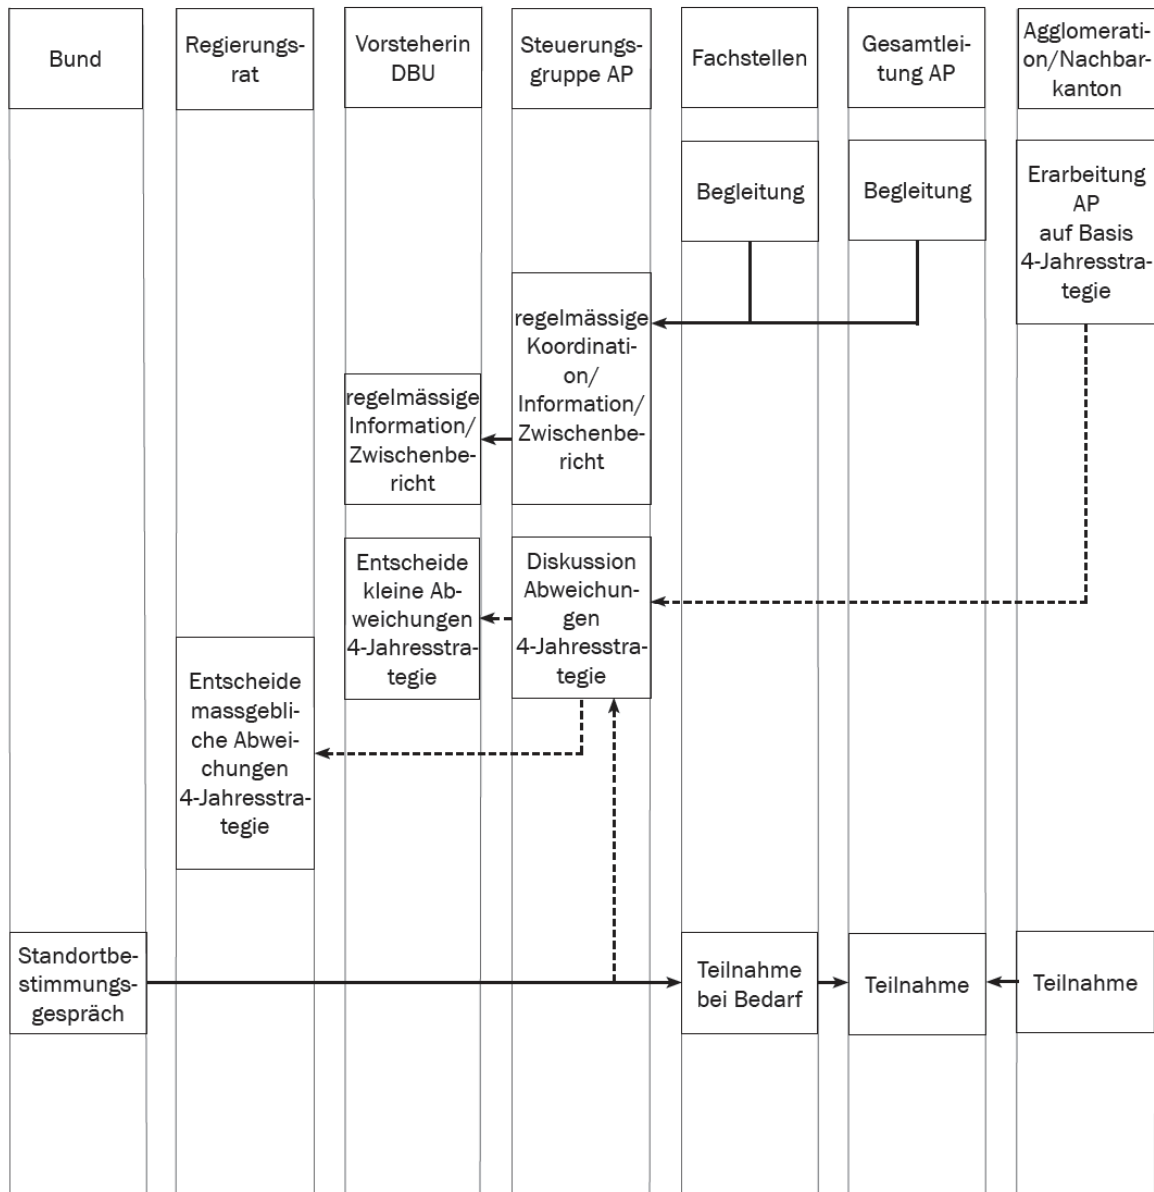 Bund
Regierungs-
rat
Vorsteherin
DBU
Steuerungs-
gruppe AP
Fachstellen
Gesamtlei-
tung AP
Agglomerati-
on/Nachbar-
kanton
Begleitung
Begleitung
Erarbeitung
AP
auf Basis
4-Jahresstra-
tegie
regelmässige
Koordinati-
on/
Information/
Zwischenbe-
richt
regelmässige
Information/
Zwischenbe-
richt
Entscheide
kleine Ab-
weichungen
4-Jahresstra-
tegie
Diskussion
Abweichun-
gen
4-Jahresstra-
tegie
Entscheide
massgebli-
che Abwei-
chungen
4-Jahresstra-
tegie
Standortbe-
stimmungs-
gespräch
Teilnahme
bei Bedarf
Teilnahme
Teilnahme